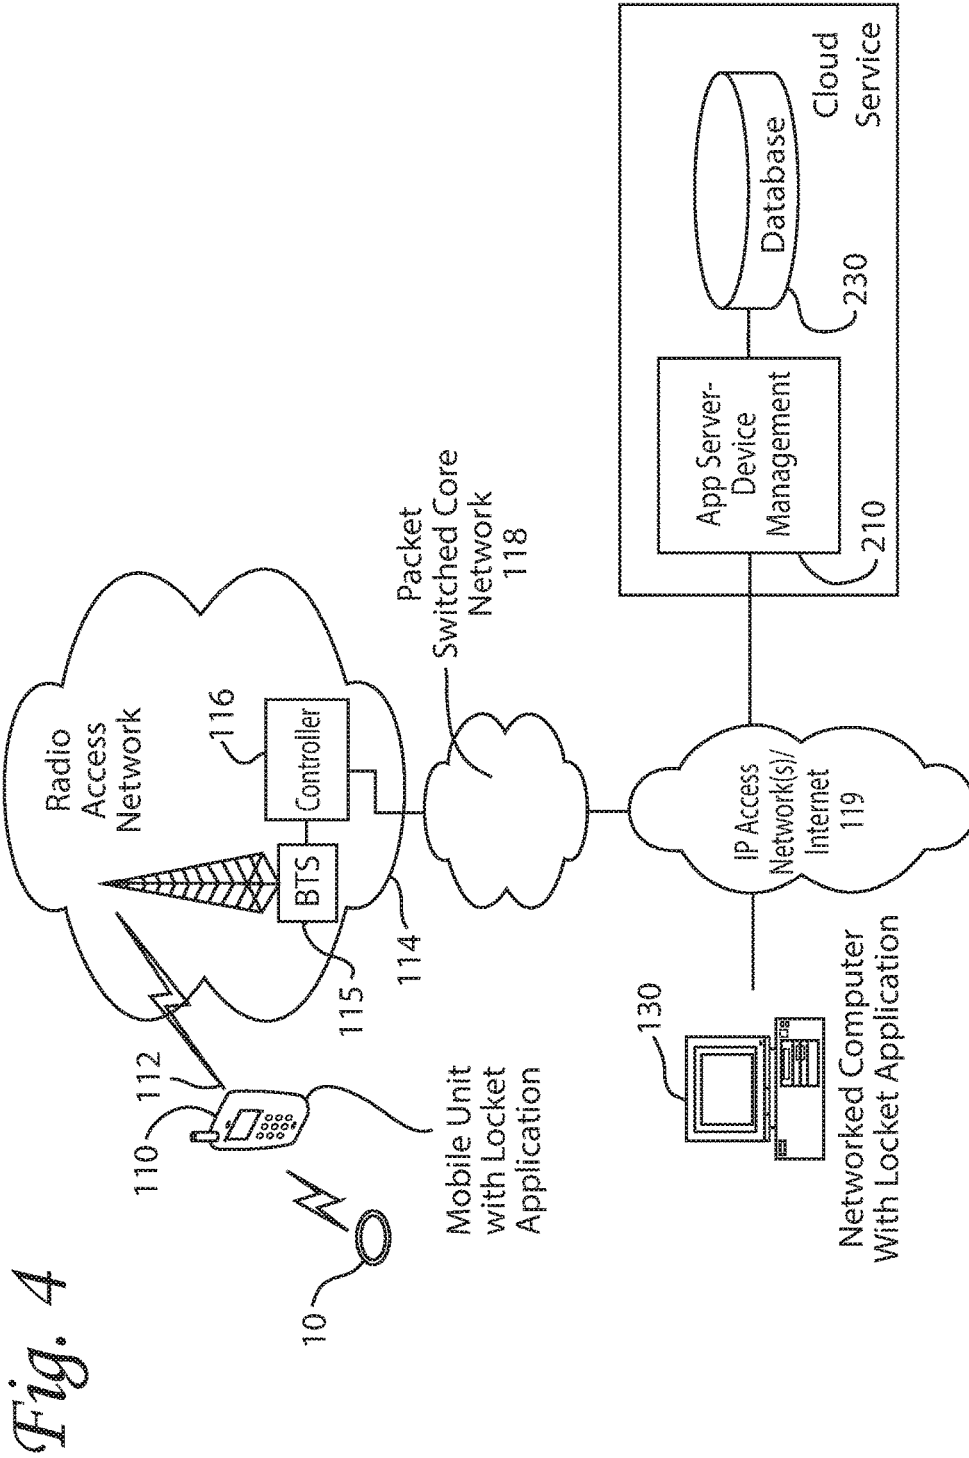 Fig. 4
Radio
Access
Network
116
Controller
BTS
115
114
112
110
10
Mobile Unit
with Locket
Application
Packet
Switched Core
Network
118
IP Access
Network(s)/
Internet
119
130
Networked Computer
With Locket Application
App Server-
Device
Management
210
Database
230
Cloud
Service